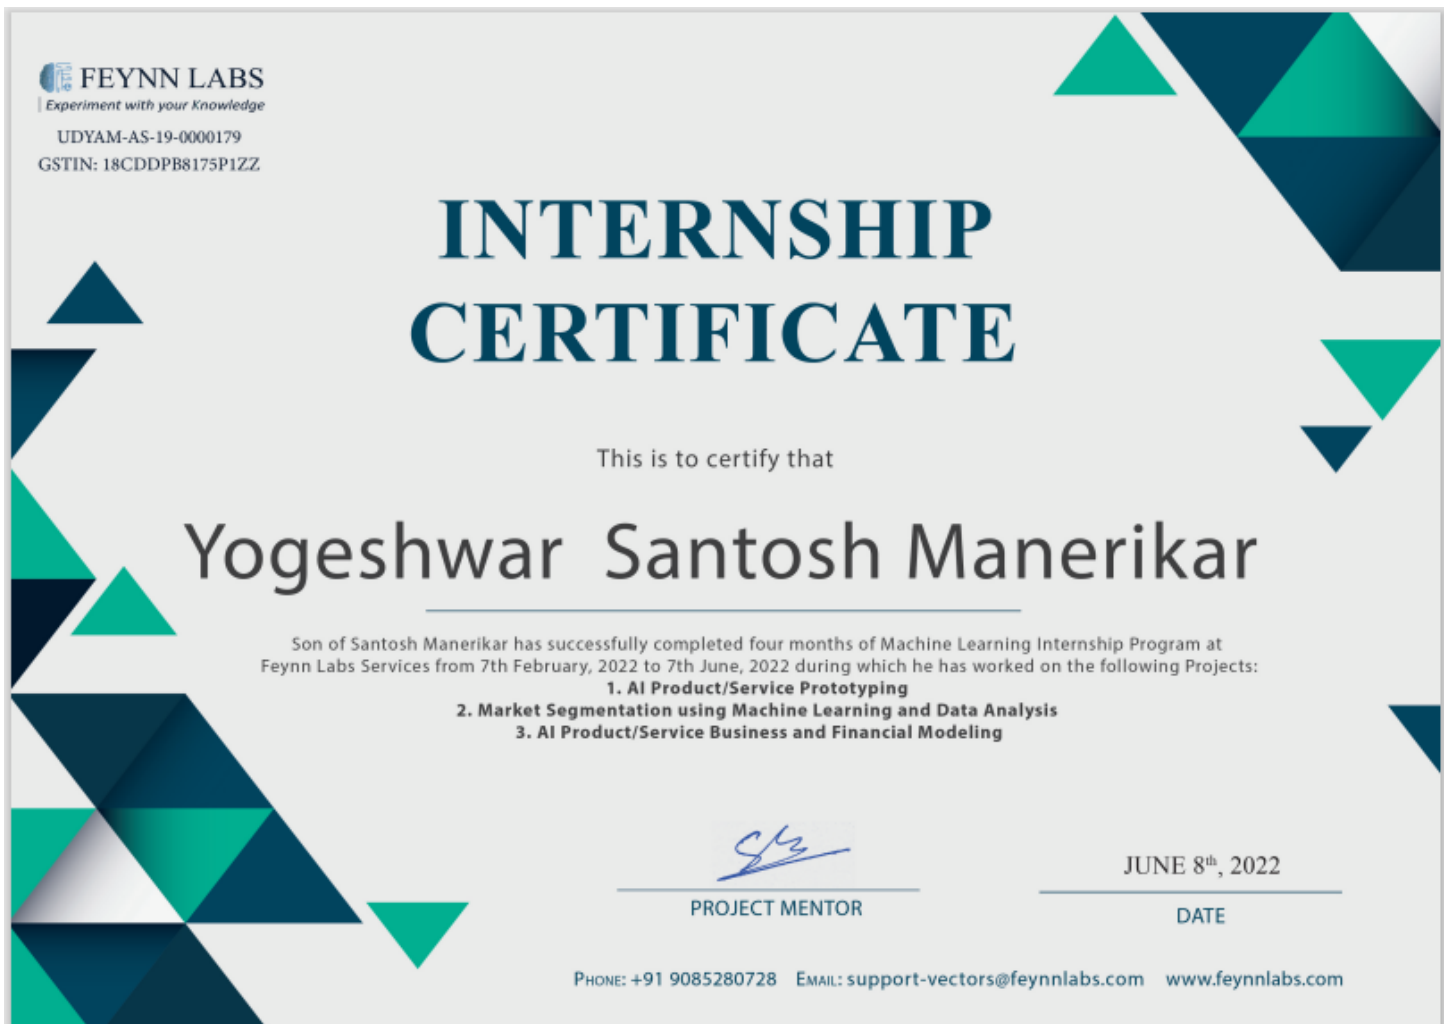 FEYNN LABS
Experiment with your Knowledge
UDYAM-AS-19-0000179
GSTIN: 18CDDPB8175P1ZZ
INTERNSHIP
CERTIFICATE
This is to certify that
Yogeshwar Santosh Manerikar
Son of Santosh Manerikar has successfully completed four months of Machine Learning Internship Program at
Feynn Labs Services from 7th February, 2022 to 7th June, 2022 during which he has worked on the following Projects:
1. AI Product/Service Prototyping
2. Market Segmentation using Machine Learning and Data Analysis
3. AI Product/Service Business and Financial Modeling
JUNE 8th, 2022
PROJECT MENTOR
DATE
PHONE: +91 9085280728 EMAIL: support-vectors@feynnlabs.com www.feynnlabs.com